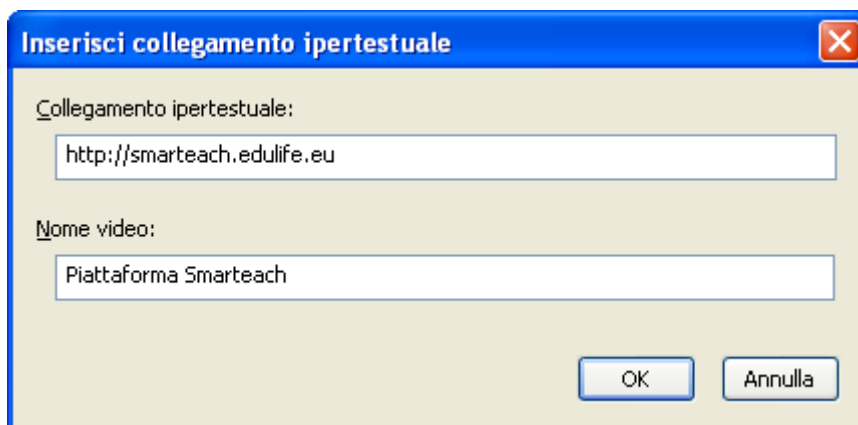 Inserisci collegamento ipertestuale
Collegamento ipertestuale:
http://smarteach.edulife.eu
Nome video:
Piattaforma Smarteach
OK Annulla